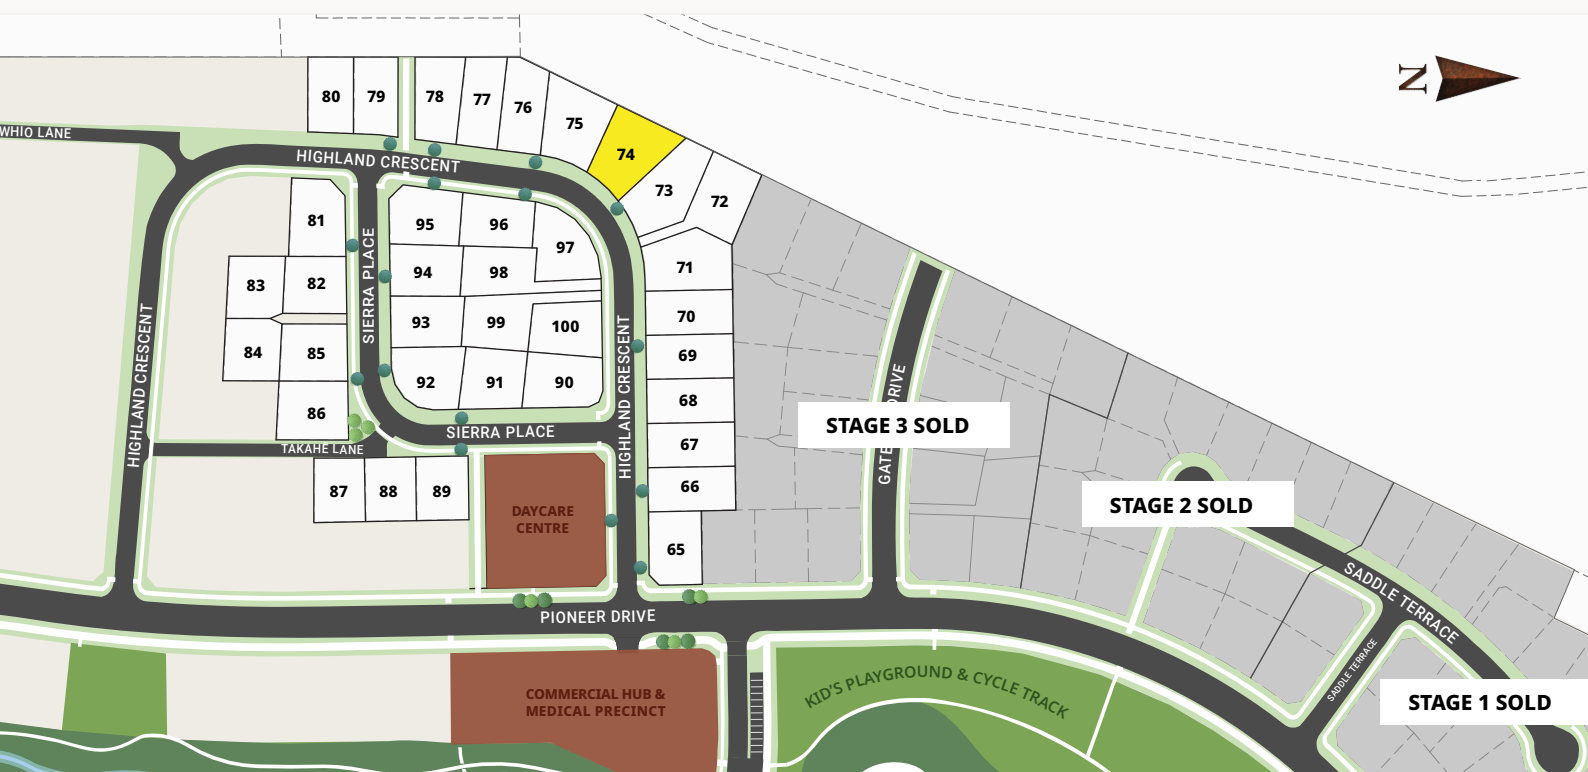 N
80
79
78
77
76
75
74
73
72
WHIO LANE
HIGHLAND CRESCENT
81
95
96
97
SIERRA PLACE
83
82
94
98
71
84
85
93
99
100
70
69
HIGHLAND CRESCENT
86
92
91
90
HIGHLAND CRESCENT
68
67
66
65
SIERRA PLACE
TAKAHE LANE
87
88
89
DAYCARE
CENTRE
STAGE 3 SOLD
GATE DRIVE
STAGE 2 SOLD
SADDLE TERRACE
SADDLE TERRACE
STAGE 1 SOLD
PIONEER DRIVE
COMMERCIAL HUB &
MEDICAL PRECINCT
KID'S PLAYGROUND & CYCLE TRACK